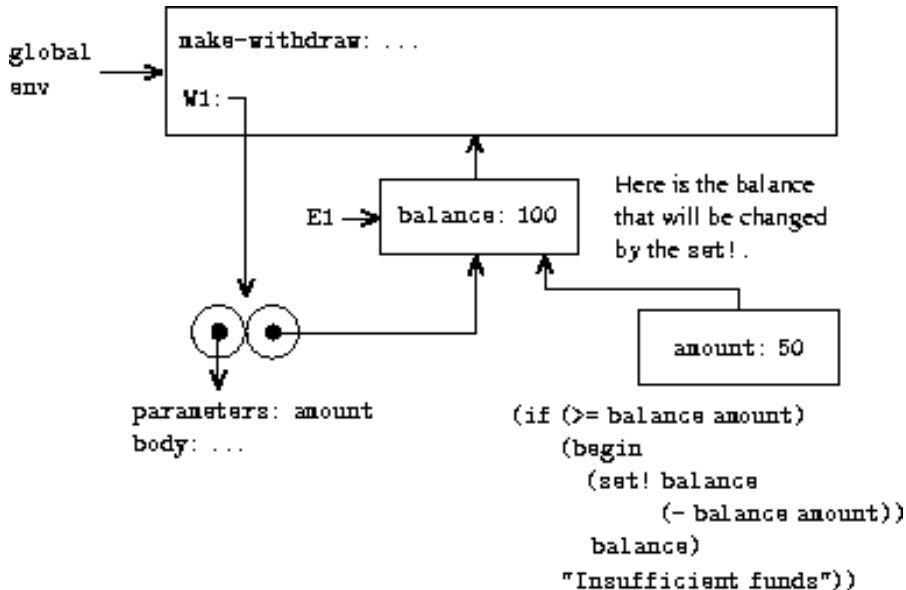 make-withdraw: ...
global
env
W1:
Here is the balance
that will be changed
by the set!.
E1
balance: 100
amount: 50
parameters: amount
body: ...
(if (>= balance amount)
(begin
(set! balance
(- balance amount))
balance)
"Insufficient funds"))